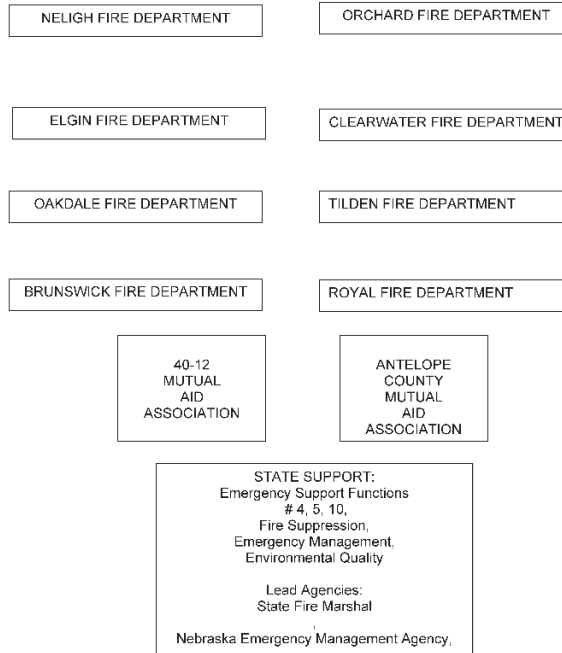 NELIGH FIRE DEPARTMENT
ORCHARD FIRE DEPARTMENT
ELGIN FIRE DEPARTMENT
CLEARWATER FIRE DEPARTMENT
OAKDALE FIRE DEPARTMENT
TILDEN FIRE DEPARTMENT
BRUNSWICK FIRE DEPARTMENT
ROYAL FIRE DEPARTMENT
40-12
MUTUAL
AID
ASSOCIATION
ANTELOPE
COUNTY
MUTUAL
AID
ASSOCIATION
STATE SUPPORT:
Emergency Support Functions
# 4, 5, 10,
Fire Suppression,
Emergency Management,
Environmental Quality
Lead Agencies:
State Fire Marshal
,
Nebraska Emergency Management Agency,